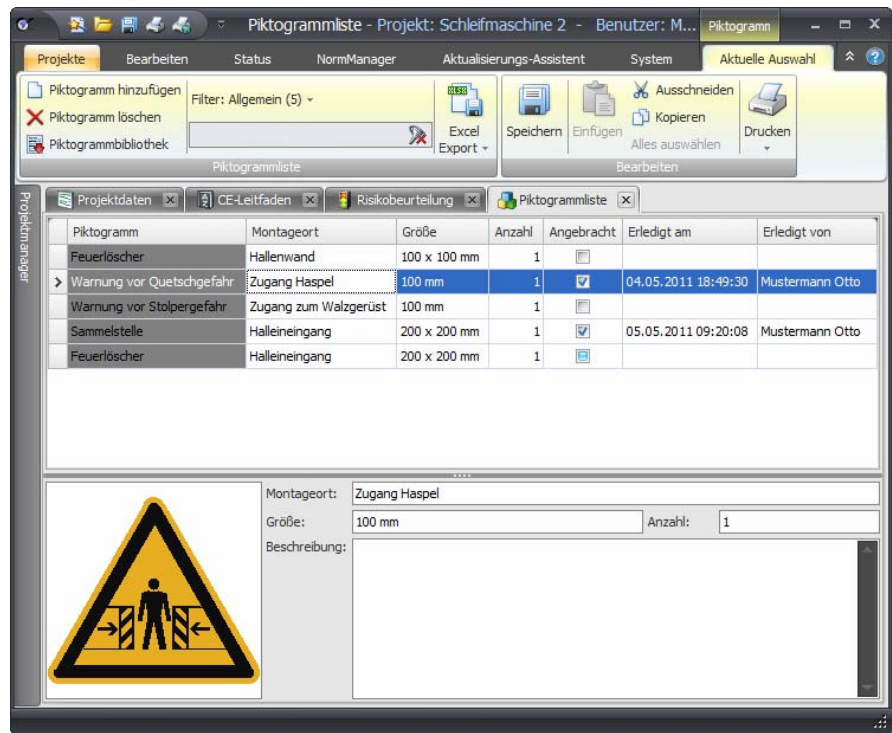 Piktogrammliste - Projekt: Schleifmaschine 2 - Benutzer: M... Piktogramn
Projekte Bearbeiten Status NormManager Aktualisierungs-Assistent System Aktuelle Auswahl
Piktogramm hinzufügen
Piktogramm löschen
Piktogrammbibliothek
Filter: Allgemein (5)
Piktogrammliste
XLSX
Excel
Export
Speichern
Einfügen
Ausschneiden
Kopieren
Alles auswählen
Drucken
Bearbeiten
Projektmanager
Projektdaten CE-Leitfaden Risikobeurteilung Piktogrammliste
Piktogramm Montageort Größe Anzahl Angebracht Erledigt am Erledigt von
Feuerlöscher Hallenwand 100 x 100 mm 1
Warnung vor Quetschgefahr Zugang Haspel 100 mm 1 04.05.2011 18:49:30 Mustermann Otto
Warnung vor Stolpergefahr Zugang zum Walzgerüst 100 mm 1
Sammelstelle Halleineingang 200 x 200 mm 1 05.05.2011 09:20:08 Mustermann Otto
Feuerlöscher Halleineingang 200 x 200 mm 1
Montageort: Zugang Haspel
Größe: 100 mm Anzahl: 1
Beschreibung: